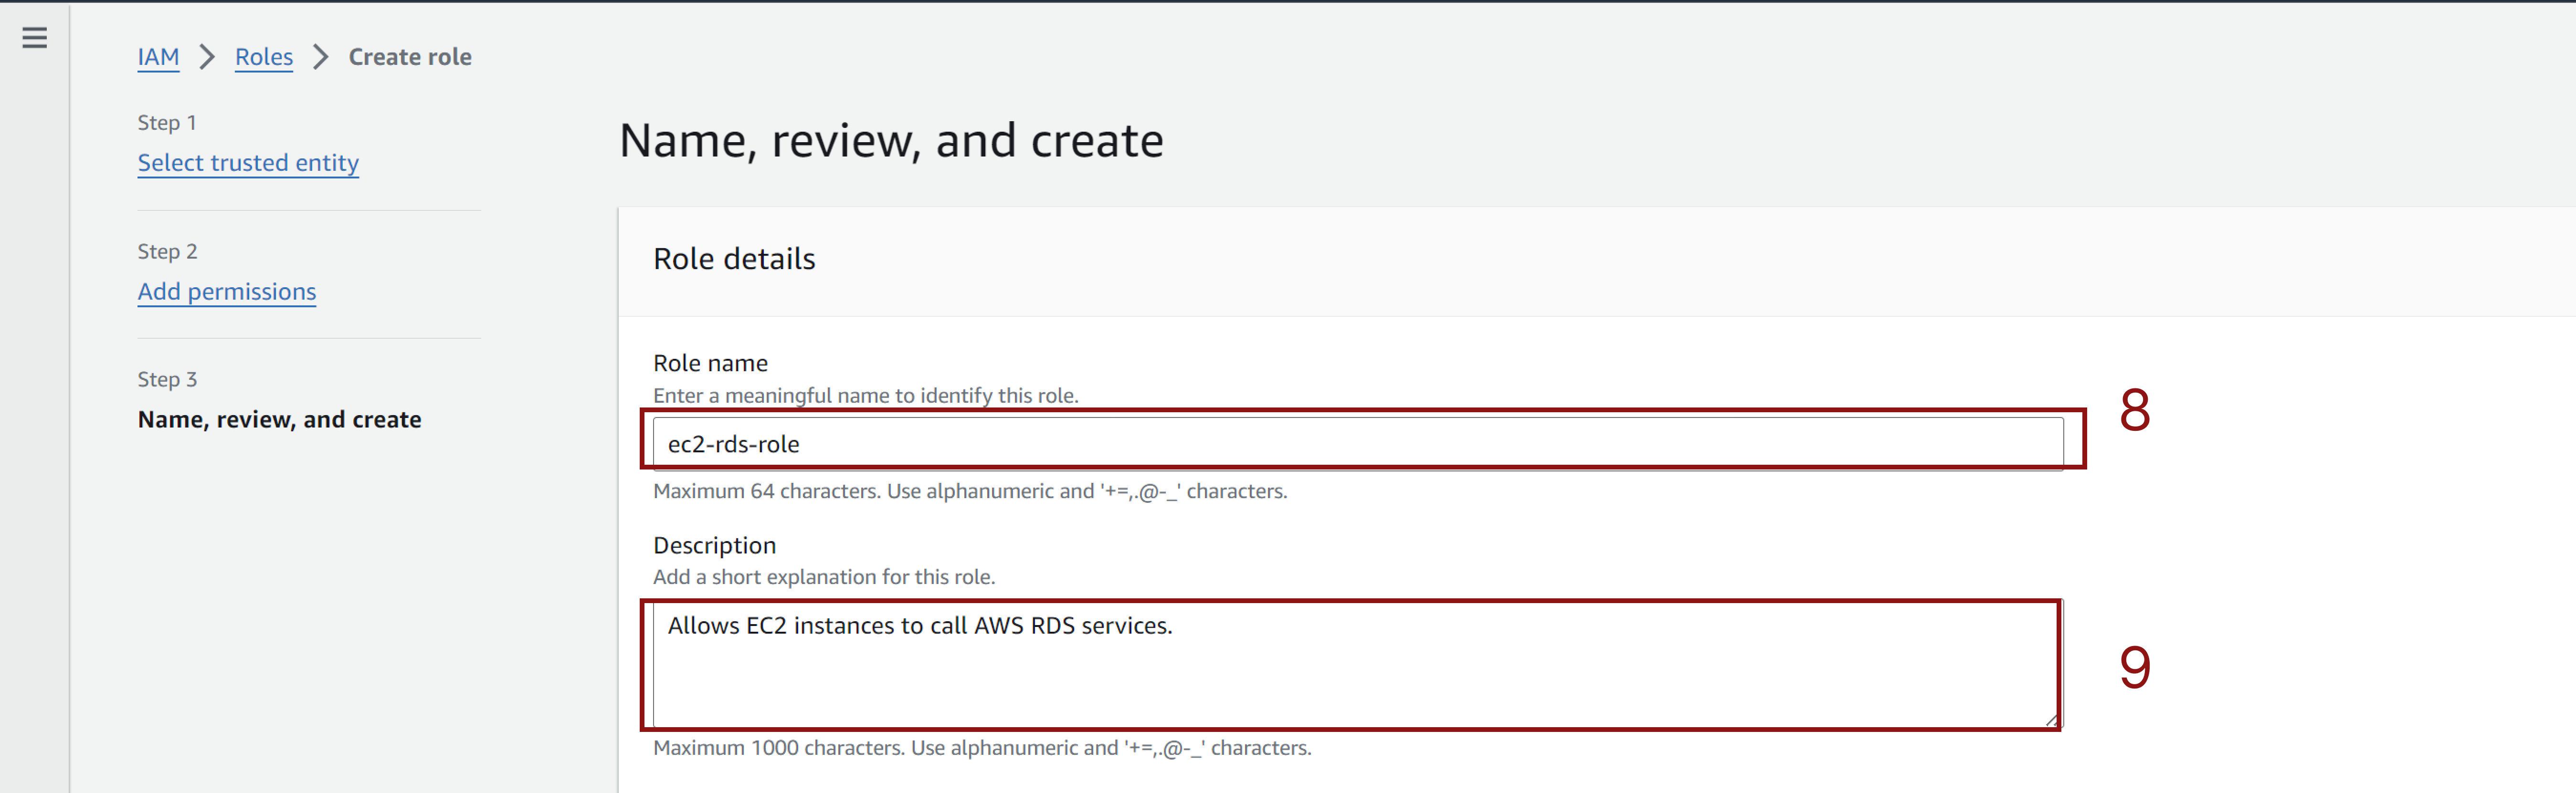 IAM > Roles > Create role
Step 1
Select trusted entity
Step 2
Add permissions
Step 3
Name, review, and create
Name, review, and create
Role details
Role name
Enter a meaningful name to identify this role.
ec2-rds-role
8
Maximum 64 characters. Use alphanumeric and '+=,.@-_' characters.
Description
Add a short explanation for this role.
Allows EC2 instances to call AWS RDS services.
9
Maximum 1000 characters. Use alphanumeric and '+=,.@-_' characters.